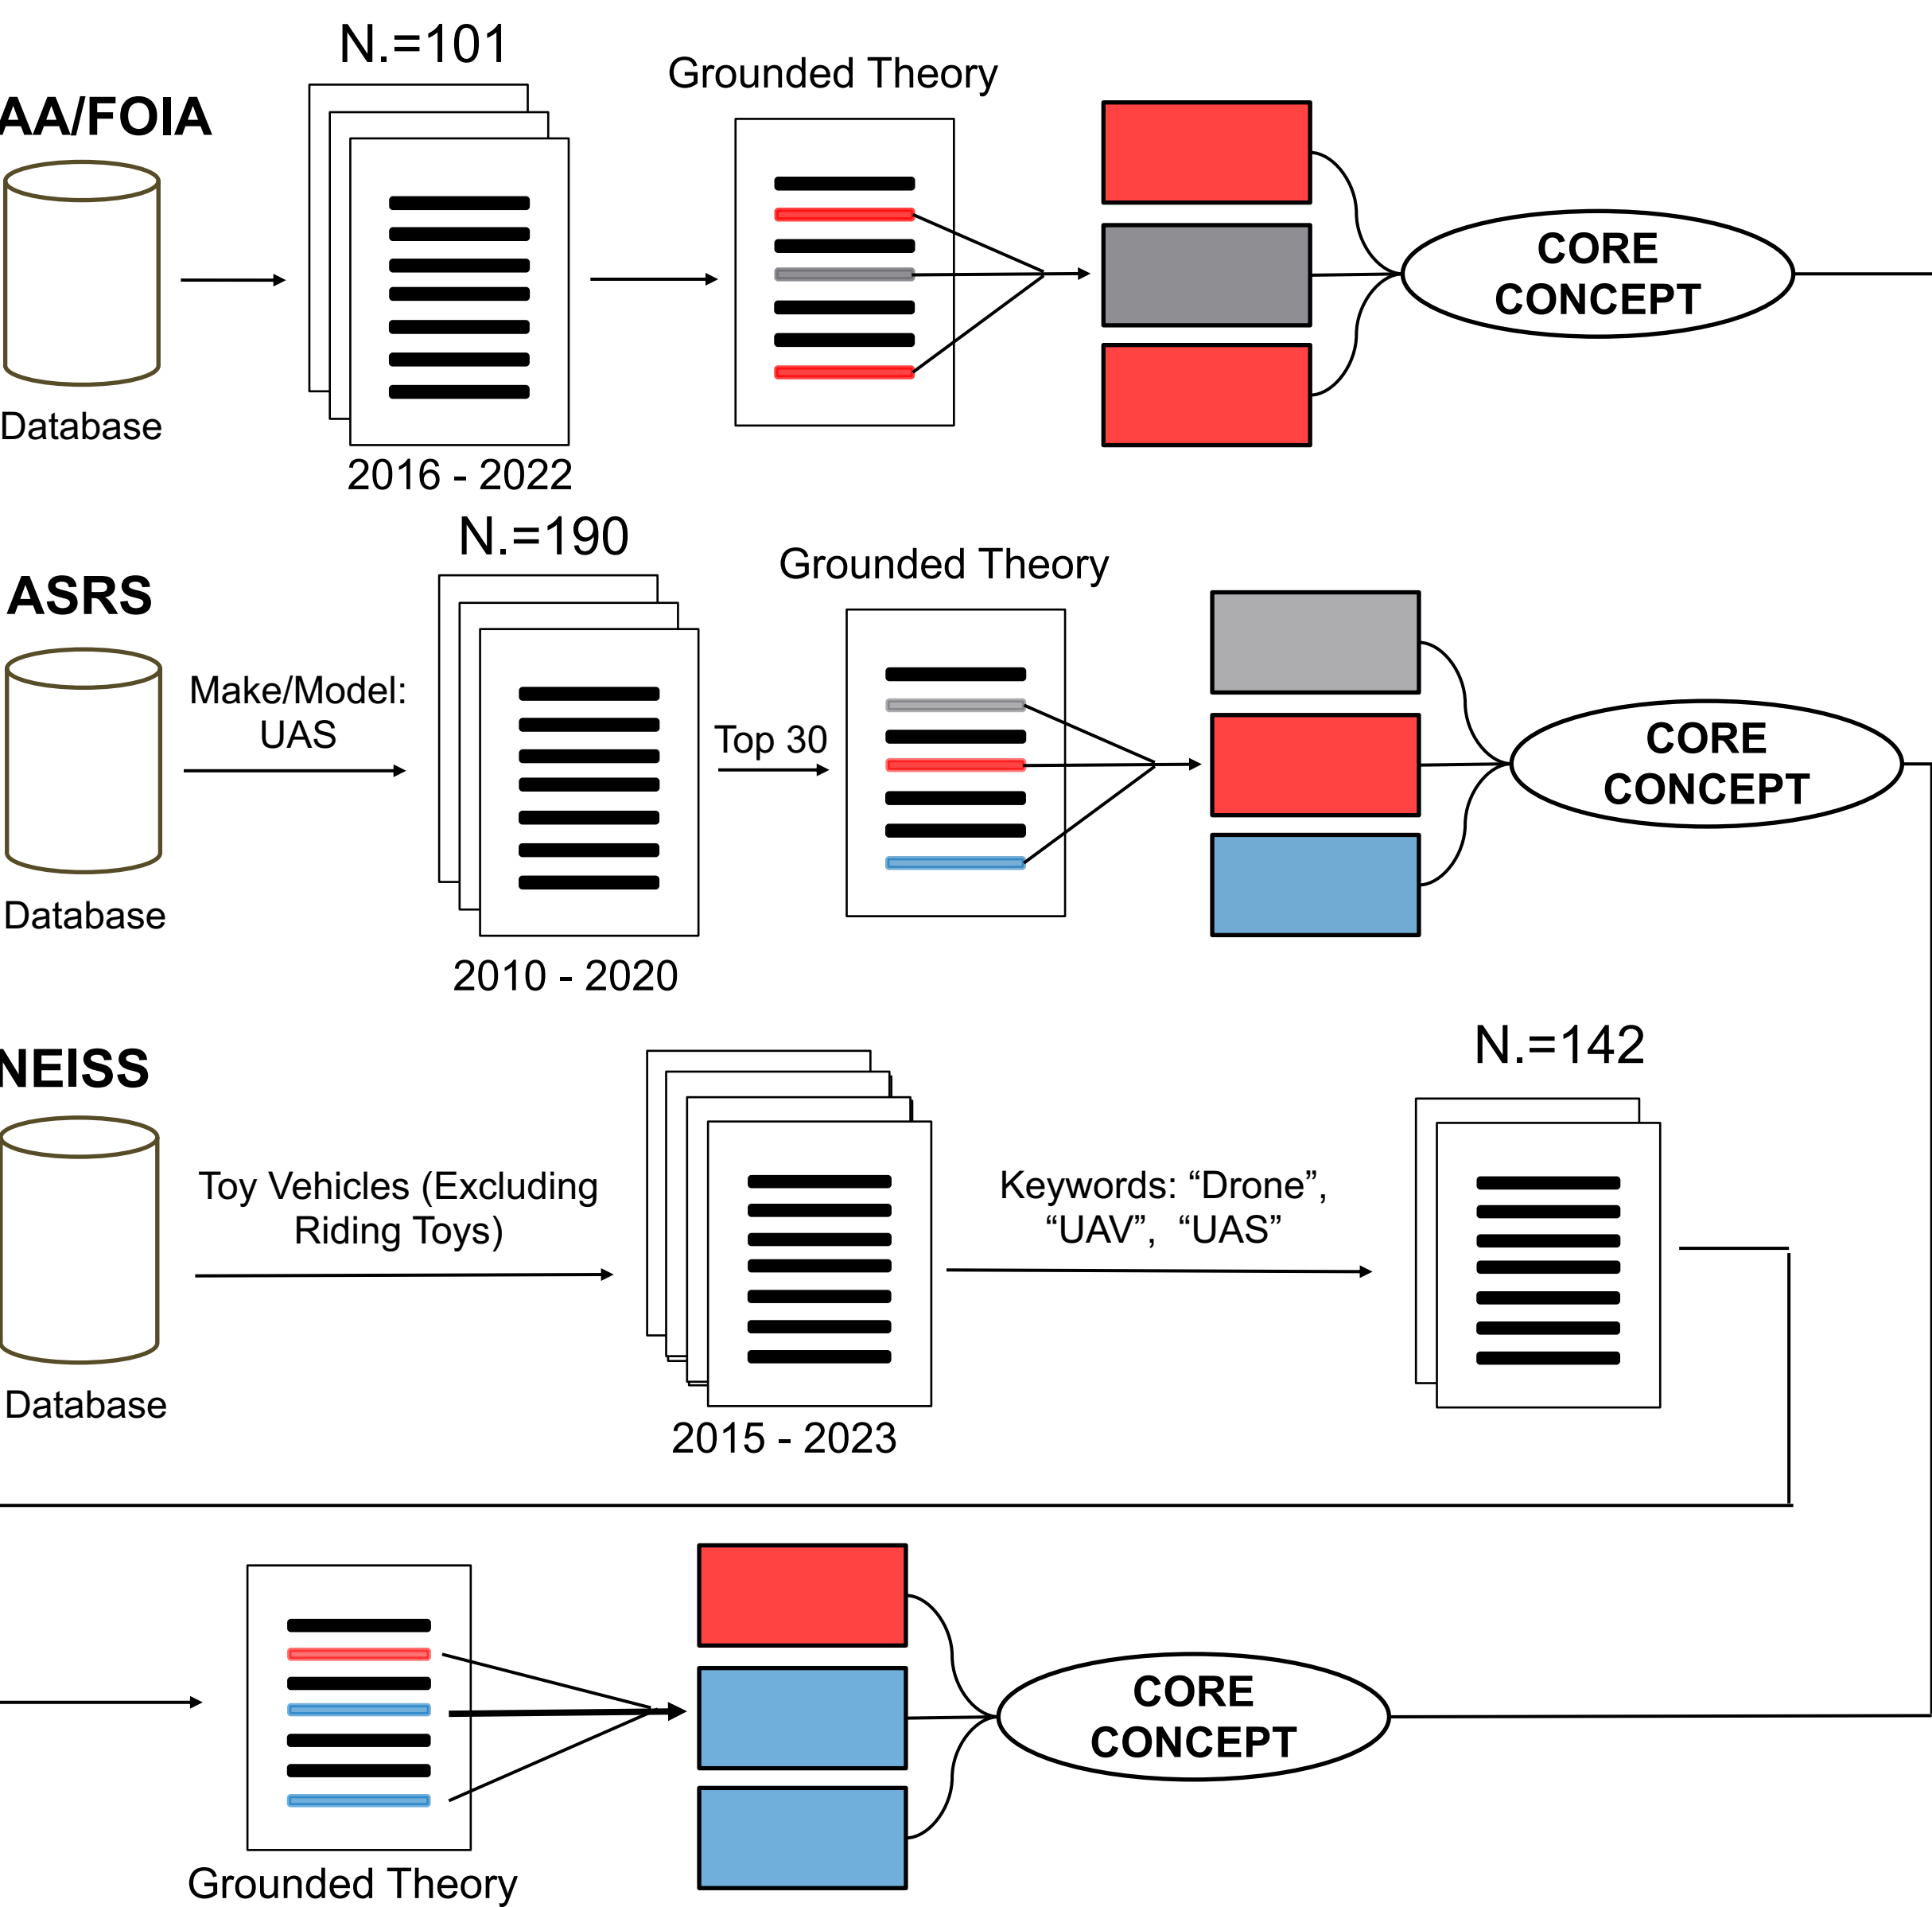 N.=101
Grounded Theory
AA/FOIA
Database
2016 - 2022
CORE
CONCEPT
N.=190
Grounded Theory
ASRS
Make/Model:
UAS
Top 30
Database
2010 - 2020
CORE
CONCEPT
N.=142
NEISS
Toy Vehicles (Excluding
Riding Toys)
Keywords: “Drone”,
“UAV”, “UAS”
Database
2015 - 2023
CORE
CONCEPT
Grounded Theory